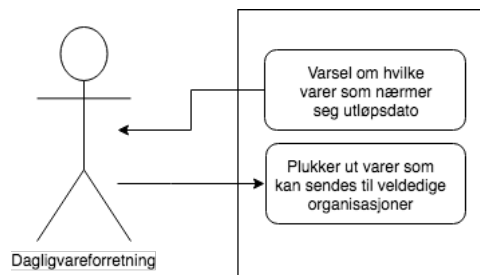 Varsel om hvilke
varer som nærmer
seg utløpsdato
Plukker ut varer som
kan sendes til veldedige
organisasjoner
Dagligvareforretning